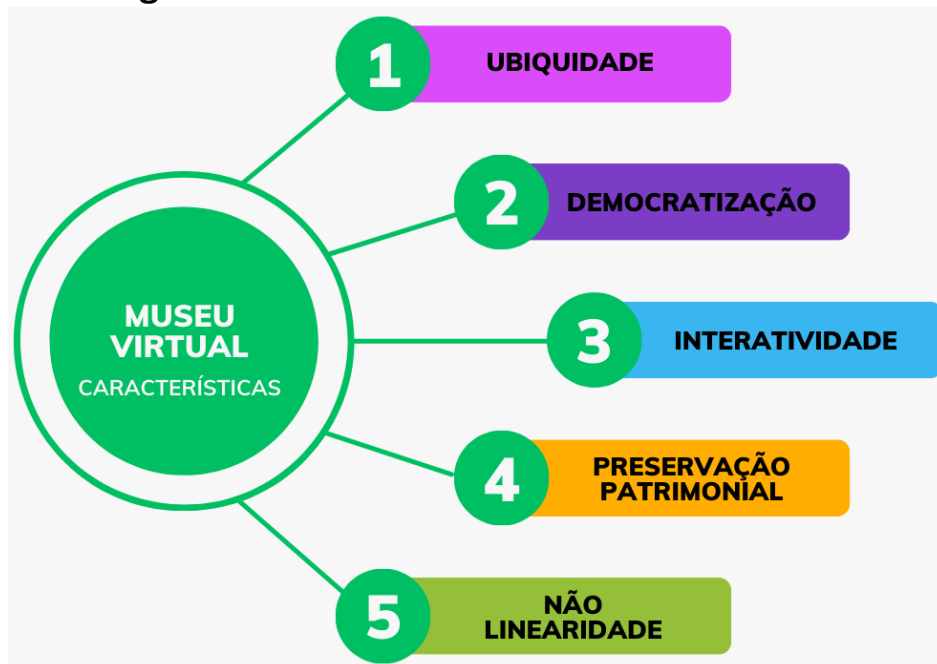 MUSEU
VIRTUAL
CARACTERÍSTICAS
1
UBIQUIDADE
2
DEMOCRATIZAÇÃO
3
INTERATIVIDADE
4
PRESERVAÇÃO
PATRIMONIAL
5
NÃO
LINEARIDADE